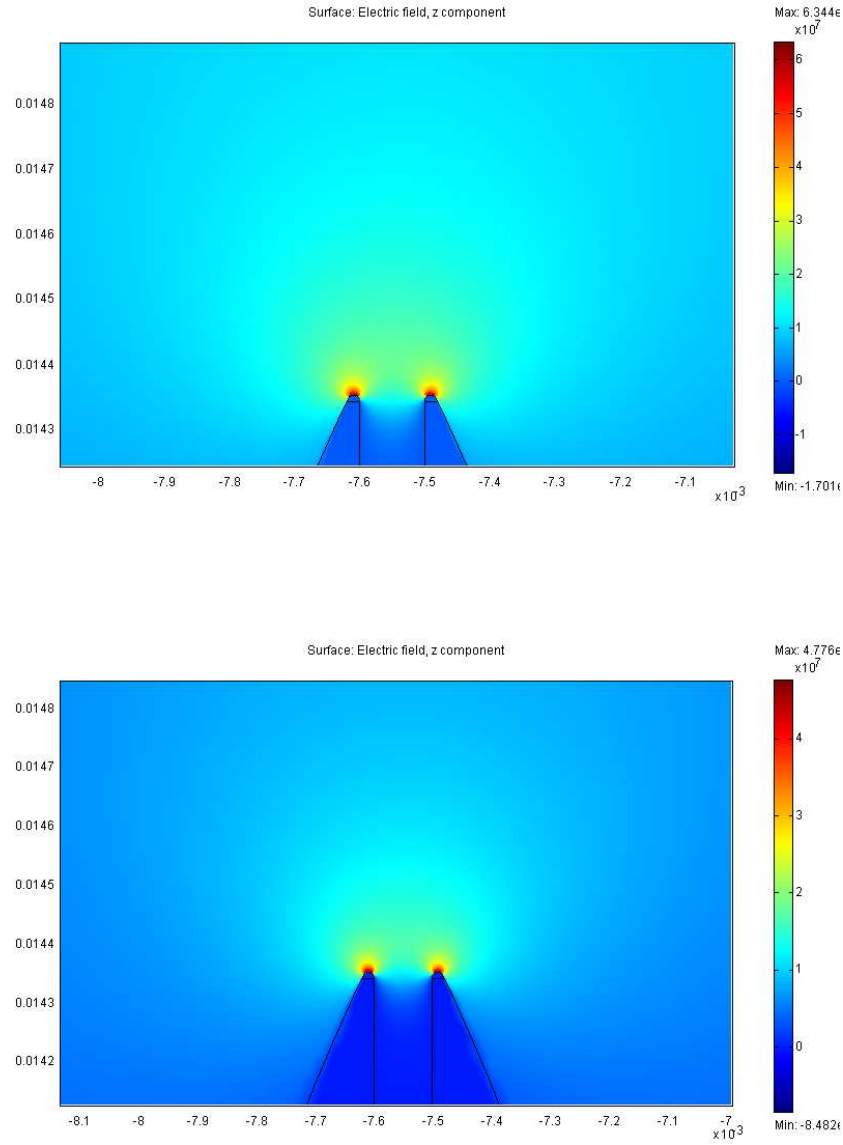 Surface: Electric field, z component
Max: 6.344e
x10^7
6
5
4
3
2
1
0
-1
Min: -1.701e
0.0148
0.0147
0.0146
0.0145
0.0144
0.0143
-8 -7.9 -7.8 -7.7 -7.6 -7.5 -7.4 -7.3 -7.2 -7.1
x10^-3
Surface: Electric field, z component
Max: 4.776e
x10^7
4
3
2
1
0
Min: -8.482e
0.0148
0.0147
0.0146
0.0145
0.0144
0.0143
0.0142
-8.1 -8 -7.9 -7.8 -7.7 -7.6 -7.5 -7.4 -7.3 -7.2 -7.1 -7
x10^-3